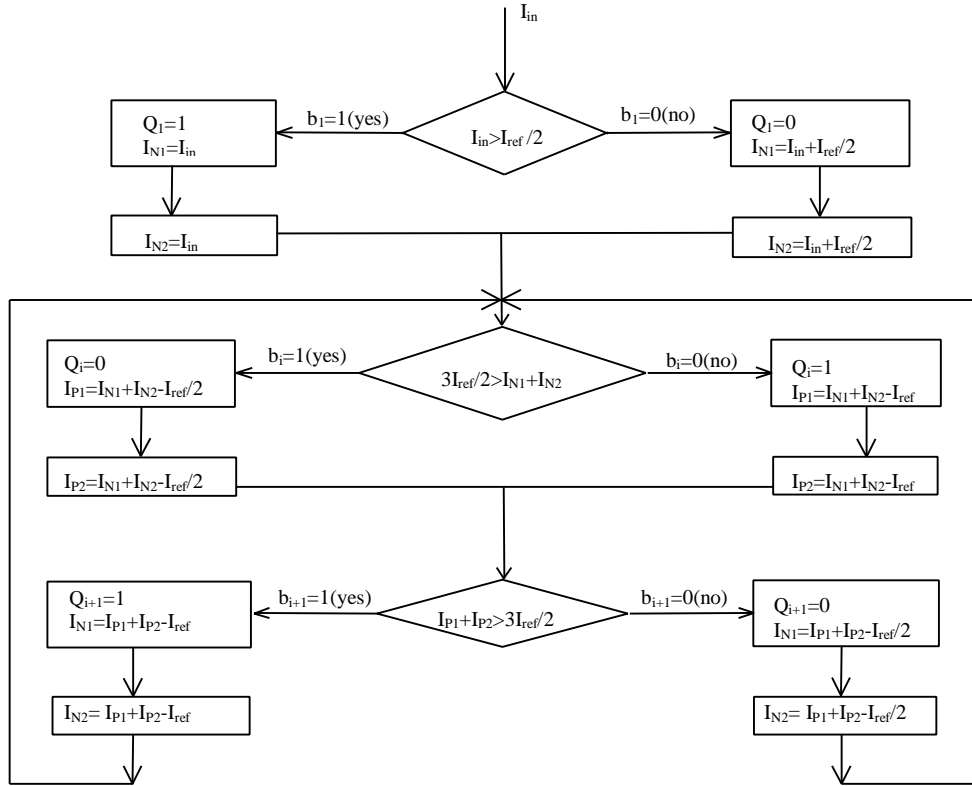 I_in
b_1=1(yes)
I_in>I_ref/2
b_1=0(no)
Q_1=1
I_N1=I_in
Q_1=0
I_N1=I_in+I_ref/2
I_N2=I_in
I_N2=I_in+I_ref/2
Q_i=0
I_P1=I_N1+I_N2-I_ref/2
b_i=1(yes)
3I_ref/2>I_N1+I_N2
b_i=0(no)
Q_i=1
I_P1=I_N1+I_N2-I_ref
I_P2=I_N1+I_N2-I_ref/2
I_P2=I_N1+I_N2-I_ref
Q_i+1=1
I_N1=I_P1+I_P2-I_ref
b_i+1=1(yes)
I_P1+I_P2>3I_ref/2
b_i+1=0(no)
Q_i+1=0
I_N1=I_P1+I_P2-I_ref/2
I_N2= I_P1+I_P2-I_ref
I_N2= I_P1+I_P2-I_ref/2